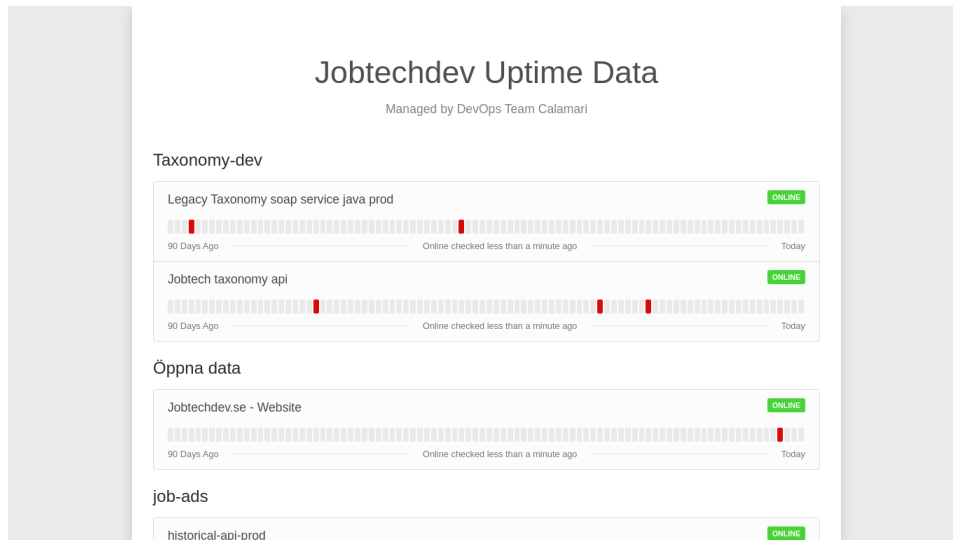 Jobtechdev Uptime Data
Managed by DevOps Team Calamari
Taxonomy-dev
Legacy Taxonomy soap service java prod
ONLINE
90 Days Ago
Online checked less than a minute ago
Today
Jobtech taxonomy api
ONLINE
90 Days Ago
Online checked less than a minute ago
Today
Öppna data
Jobtechdev.se - Website
ONLINE
90 Days Ago
Online checked less than a minute ago
Today
job-ads
historical-api-prod
ONLINE